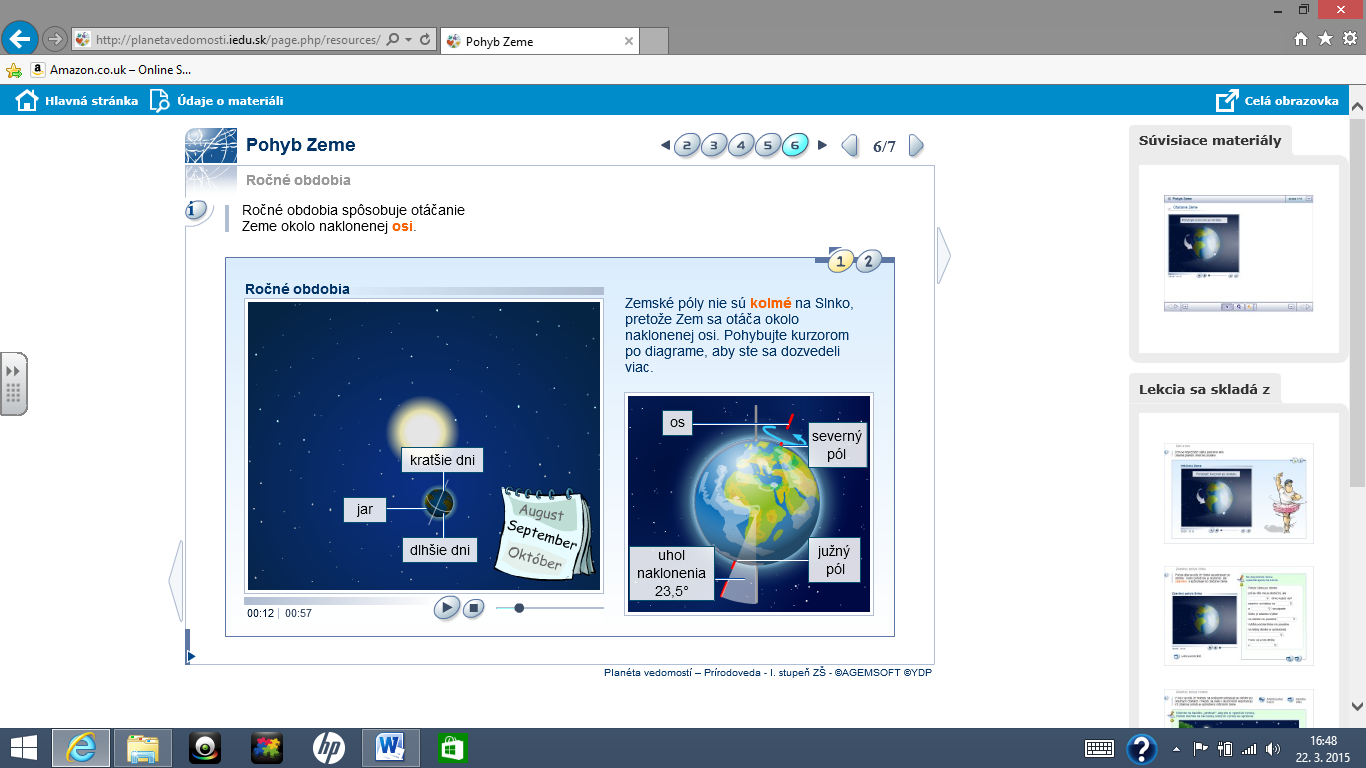 http://planetavedomosti.iedu.sk/page.php/resources/
Pohyb Zeme
Amazon.co.uk – Online S...
Hlavná stránka
Údaje o materiáli
Celá obrazovka
Pohyb Zeme
2 3 4 5 6
6/7
Ročné obdobia
i
Ročné obdobia spôsobuje otáčanie
Zeme okolo naklonenej osi.
1 2
Ročné obdobia
kratšie dni
jar
dlhšie dni
August
September
Október
00:12 | 00:57
Zemské póly nie sú kolmé na Slnko,
pretože Zem sa otáča okolo
naklonenej osi. Pohybujte kurzorom
po diagrame, aby ste sa dozvedeli
viac.
os
severný
pól
uhol
naklonenia
23,5°
južný
pól
Planéta vedomostí – Prírodoveda - I. stupeň ZŠ - ©AGEMSOFT ©YDP
Súvisiace materiály
Lekcia sa skladá z
16:48
22. 3. 2015